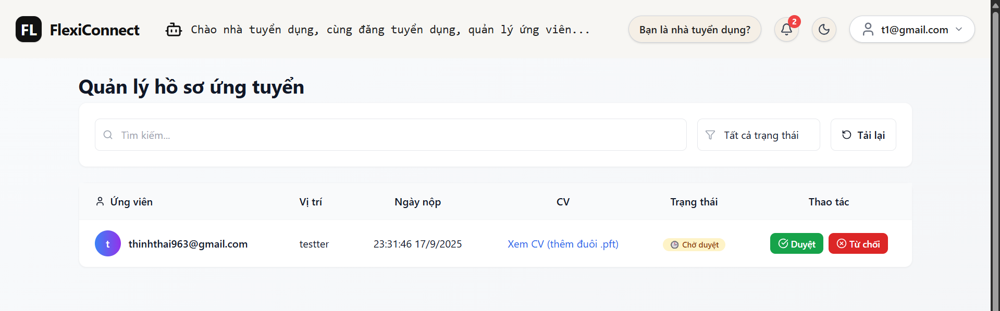 FL FlexiConnect Chào nhà tuyển dụng, cùng đăng tuyển dụng, quản lý ứng viên... Bạn là nhà tuyển dụng? 2 t1@gmail.com
Quản lý hồ sơ ứng tuyển
Tìm kiếm... Tất cả trạng thái Tải lại
Ứng viên Vị trí Ngày nộp CV Trạng thái Thao tác
t thinhthai963@gmail.com testter 23:31:46 17/9/2025 Xem CV (thêm đuôi .pft) Chờ duyệt Duyệt Từ chối